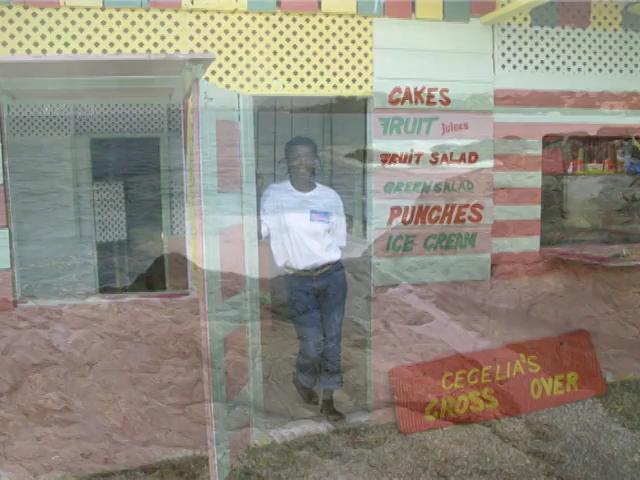 CAKES
FRUIT Juices
FRUIT SALAD
GREEN SALAD
PUNCHES
ICE CREAM
CECELIA'S
CROSS OVER